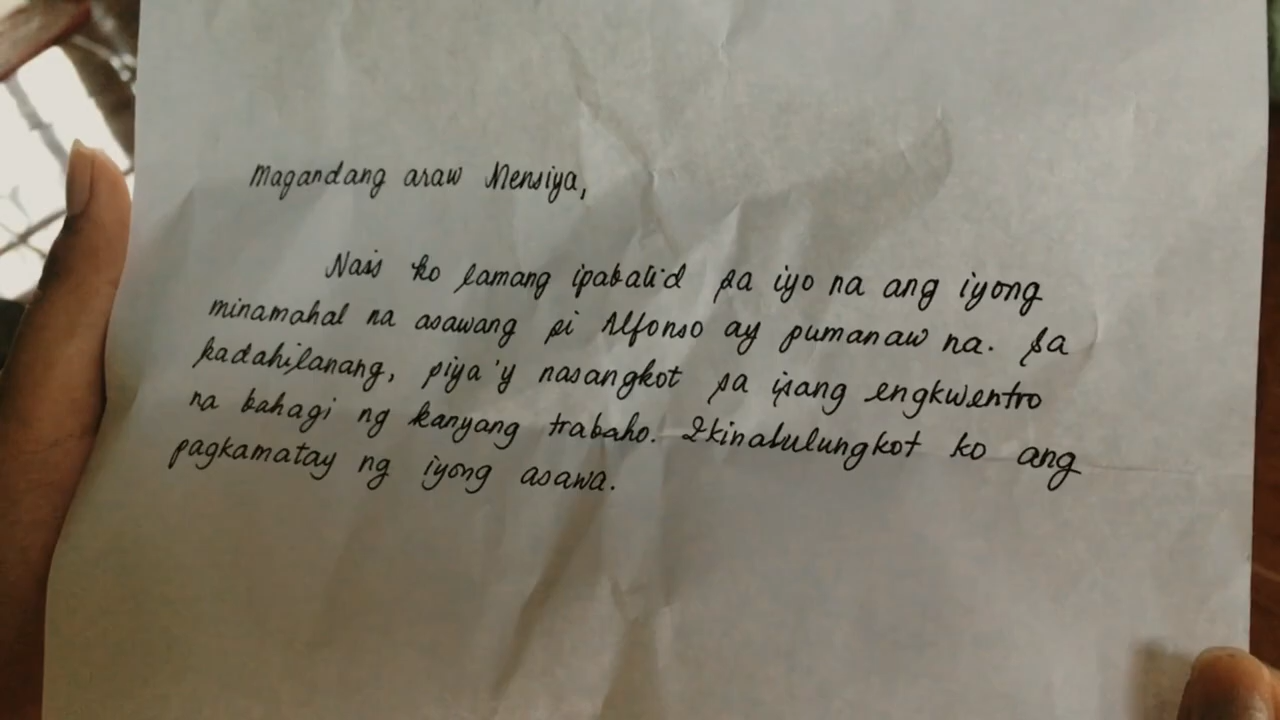 Magandang araw Mensiya,
Nais ko lamang ipabatid sa iyo na ang iyong
minamahal na asawang si Alfonso ay pumanaw na. Sa
kadahilanang, siya'y nasangkot sa isang engkwentro
na bahagi ng kanyang trabaho. Ikinalulungkot ko ang
pagkamatay ng iyong asawa.